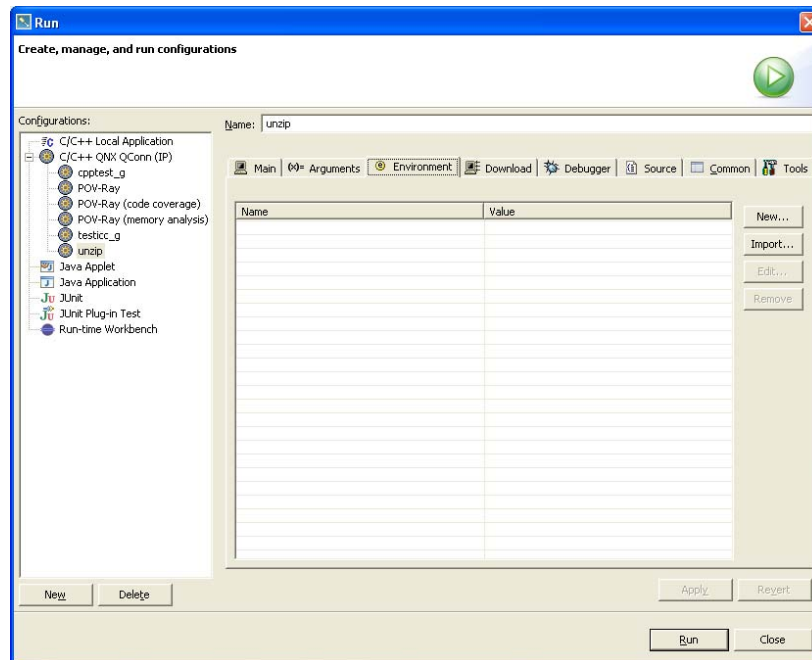 Run
Create, manage, and run configurations
Configurations:
C/C++ Local Application
C/C++ QNX QConn (IP)
cpptest_g
POV-Ray
POV-Ray (code coverage)
POV-Ray (memory analysis)
testicc_g
unzip
Java Applet
Java Application
JUnit
JUnit Plug-in Test
Run-time Workbench
New
Delete
Name: unzip
Main (x)= Arguments Environment Download Debugger Source Common Tools
Name Value
New...
Import...
Edit...
Remove
Apply Revert
Run Close